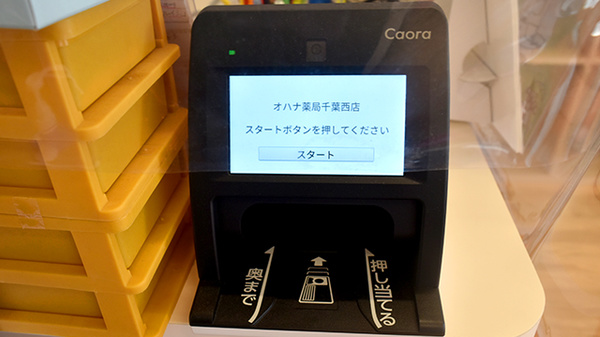 Caora
オハナ薬局千葉西店
スタートボタンを押してください
スタート
奥まで
押し当てる